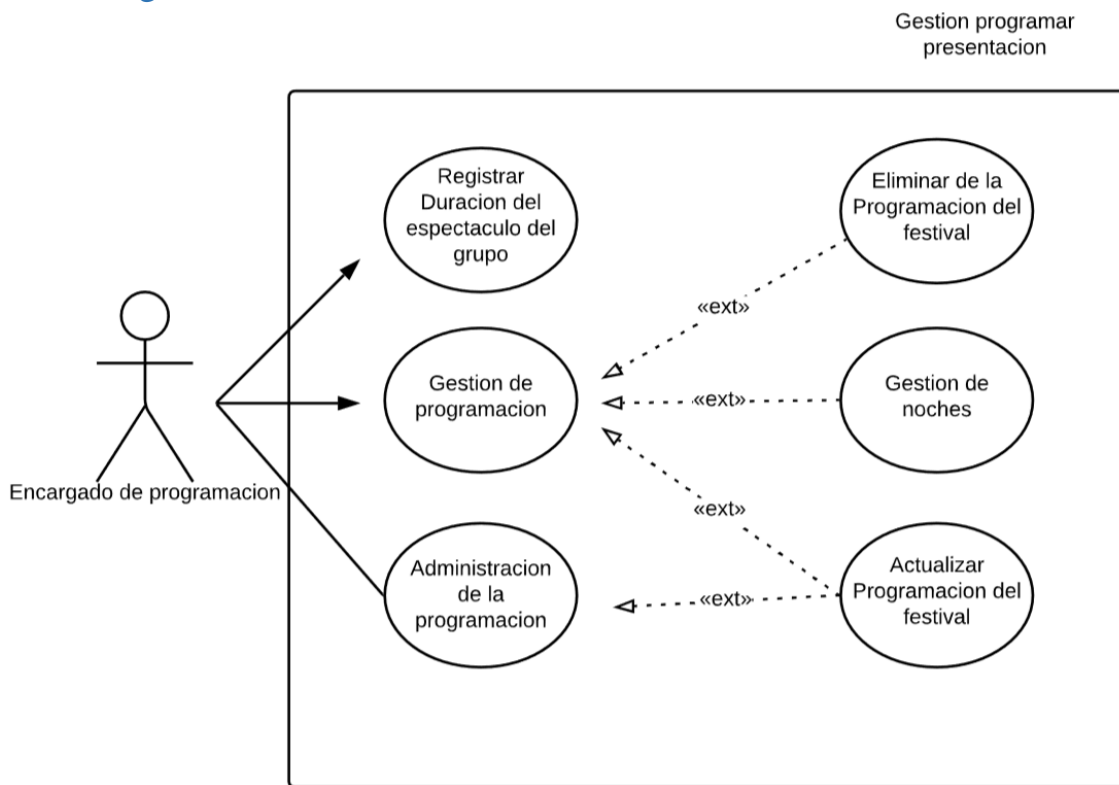 Gestion programar
presentacion
Registrar
Duracion del
espectaculo del
grupo
Eliminar de la
Programacion del
festival
«ext»
Gestion de
programacion
«ext»
Gestion de
noches
Encargado de programacion
«ext»
Administracion
de la
programacion
«ext»
Actualizar
Programacion del
festival